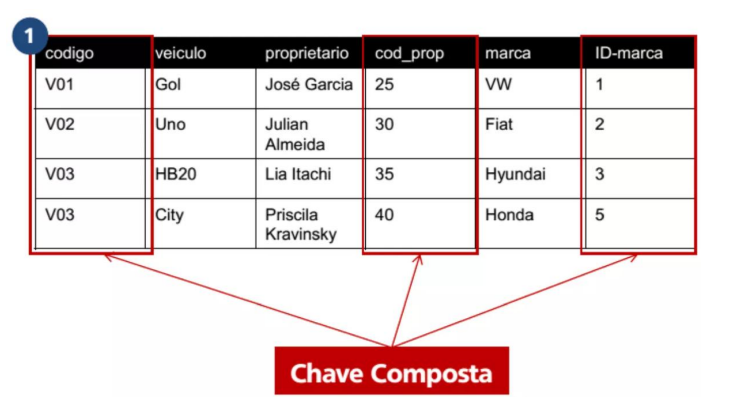 1
codigo veiculo proprietario cod_prop marca ID-marca
V01 Gol José Garcia 25 VW 1
V02 Uno Julian 30 Fiat 2
Almeida
V03 HB20 Lia Itachi 35 Hyundai 3
V03 City Priscila 40 Honda 5
Kravinsky
Chave Composta